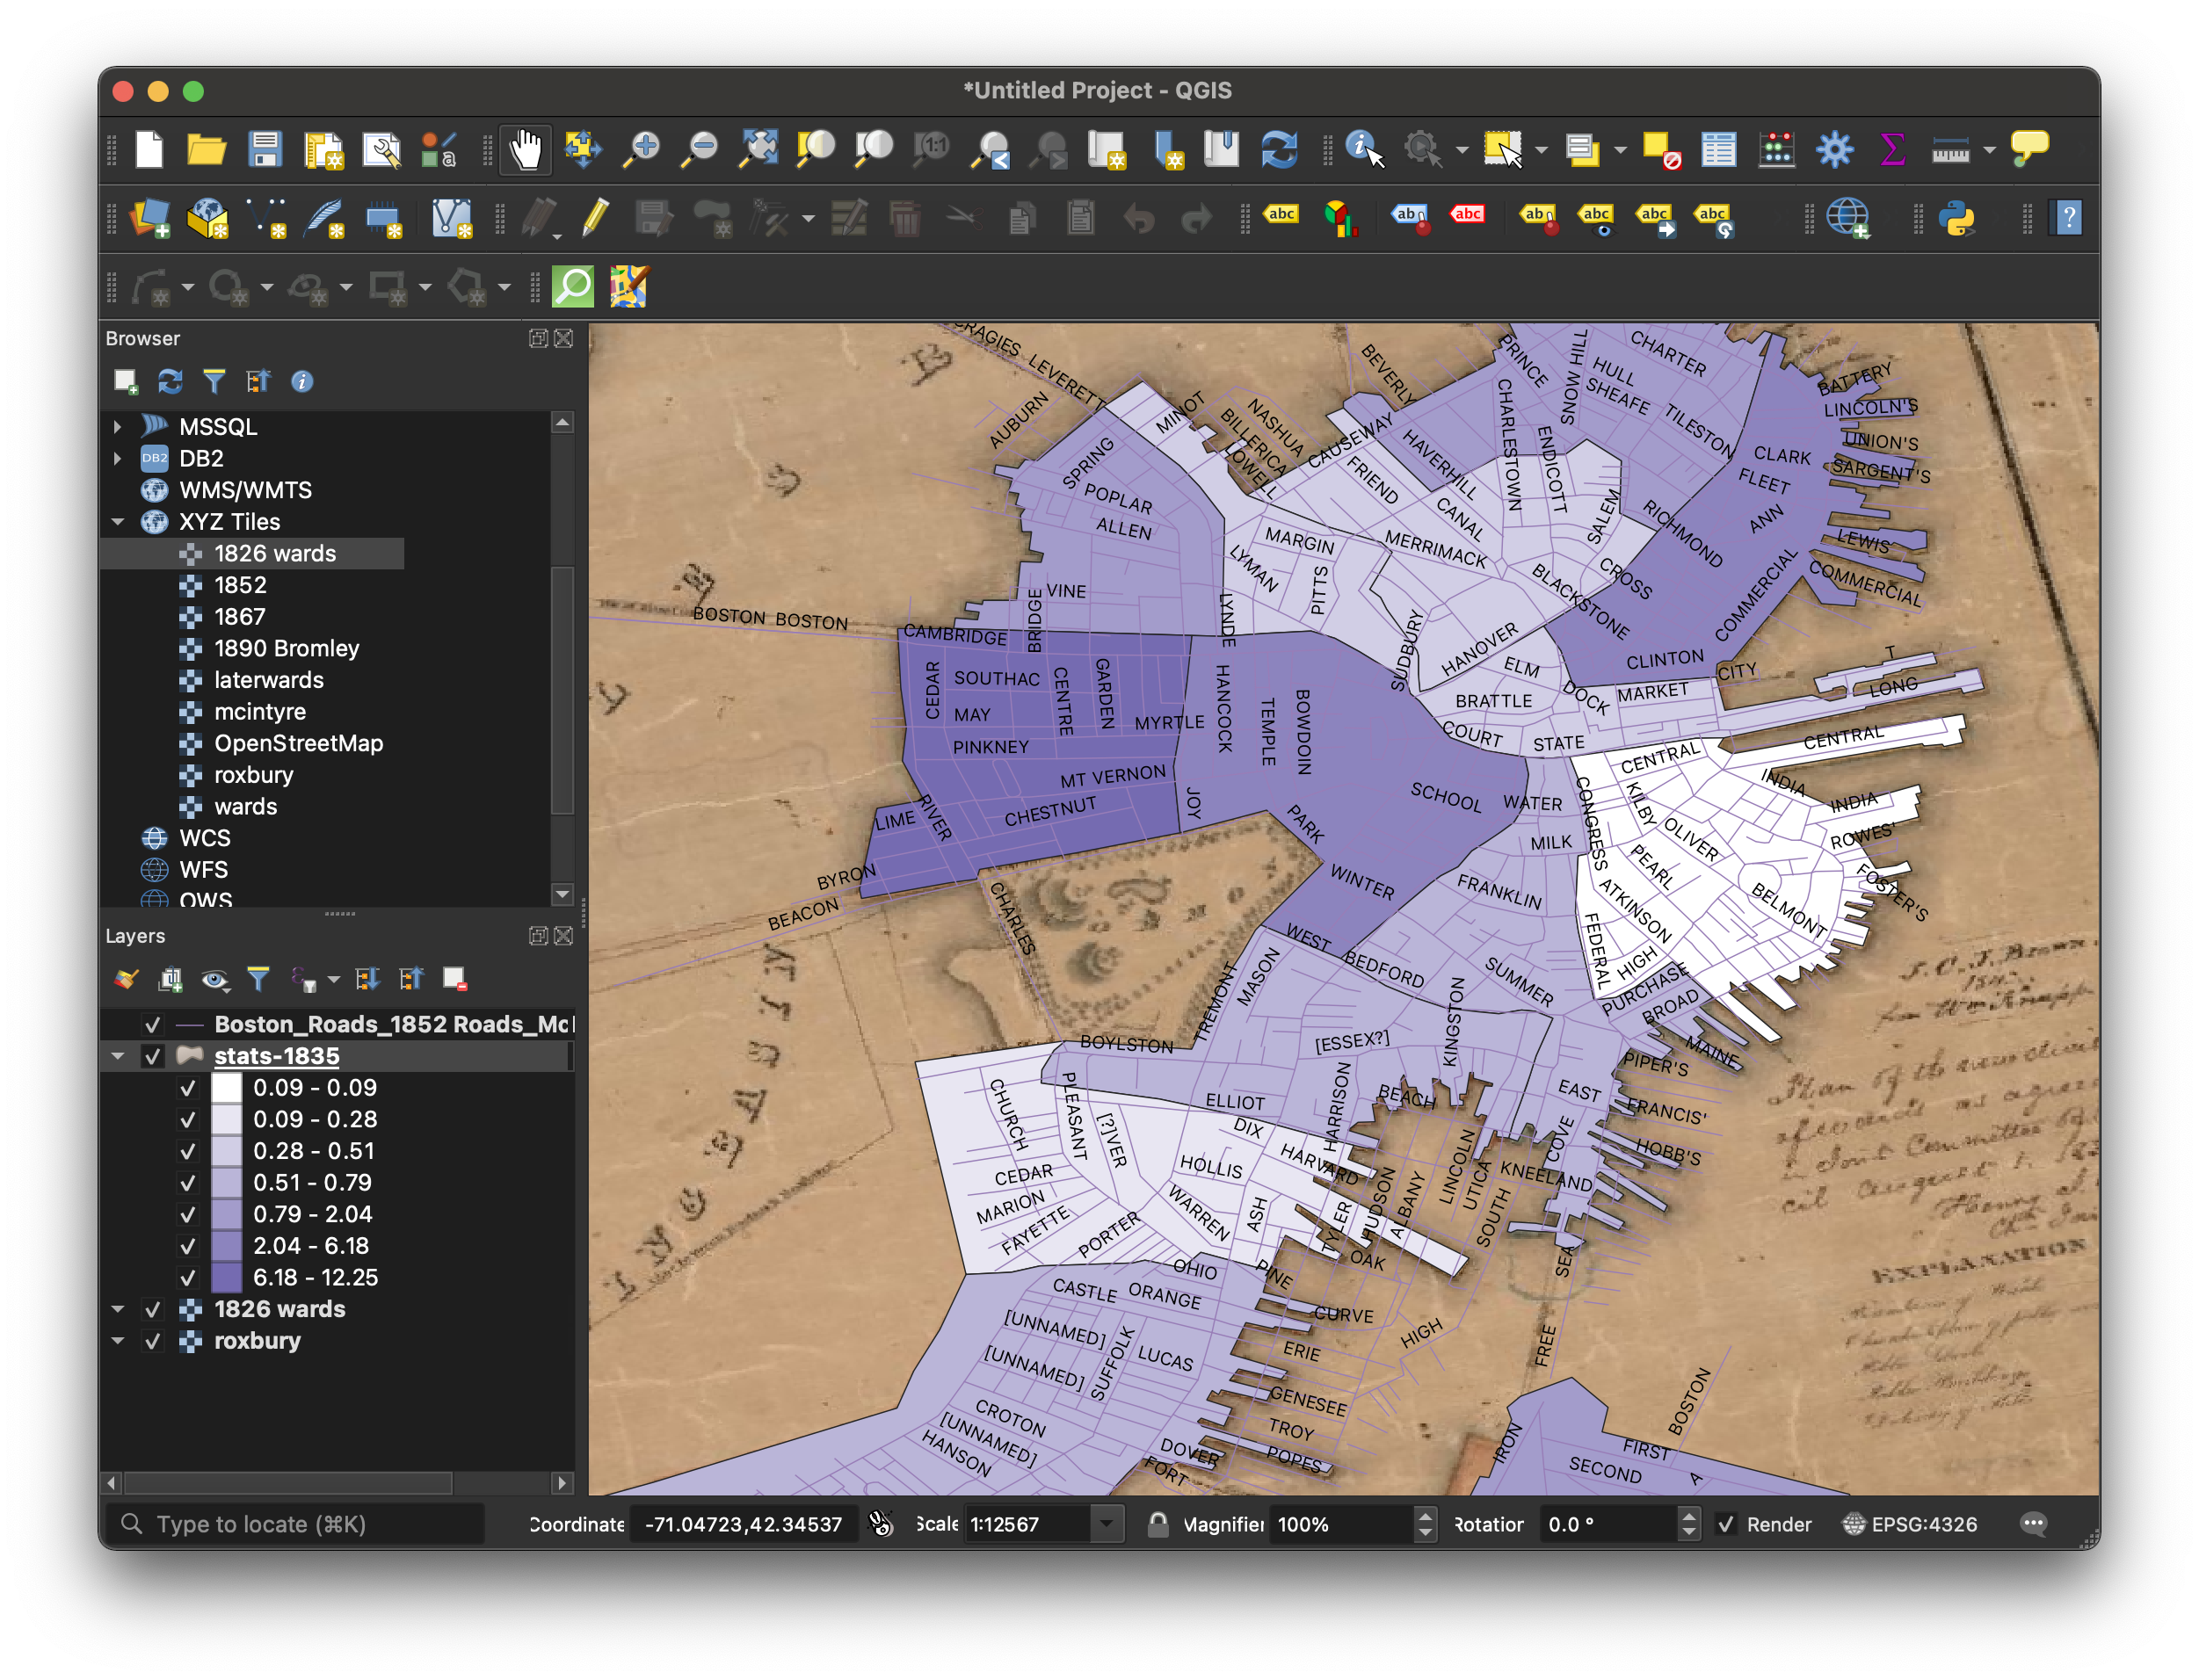 *Untitled Project - QGIS
1:1
abc
ab
abc
ab
abc
abc
abc
?
Browser
MSSQL
DB2
DB2
WMS/WMTS
XYZ Tiles
1826 wards
1852
1867
1890 Bromley
laterwards
mcintyre
OpenStreetMap
roxbury
wards
WCS
WFS
OWS
Layers
Boston_Roads_1852 Roads_Mc
stats-1835
0.09 - 0.09
0.09 - 0.28
0.28 - 0.51
0.51 - 0.79
0.79 - 2.04
2.04 - 6.18
6.18 - 12.25
1826 wards
roxbury
CRAGIES
LEVERETT
AUBURN
MINOT
NASHUA
BILLERICA
LOWELL
BEVERLY
CAUSEWAY
PRINCE
SNOW HILL
CHARTER
HULL
SHEAFE
TILESTON
BATTERY
LINCOLN'S
UNION'S
SARGENT'S
CLARK
FLEET
ANN
LEWIS
COMMERCIAL
COMMERCIAL
RICHMOND
CHARLESTOWN
ENDICOTT
SALEM
HAVERHILL
FRIEND
CANAL
SPRING
POPLAR
ALLEN
VINE
BRIDGE
MARGIN
LYMAN
PITTS
MERRIMACK
BLACKSTONE
CROSS
LYNDE
SUDBURY
HANOVER
BOSTON BOSTON
CAMBRIDGE
CEDAR
SOUTHAC
CENTRE
GARDEN
MAY
MYRTLE
PINKNEY
MT VERNON
CHESTNUT
LIME
RIVER
JOY
HANCOCK
TEMPLE
BOWDOIN
ELM
BRATTLE
DOCK
COURT
STATE
CLINTON
MARKET
CITY
T
LONG
CENTRAL
CENTRAL
INDIA
INDIA
ROWES'
FOSTER'S
BELMONT
SCHOOL
WATER
CONGRESS
KILBY
OLIVER
MILK
PEARL
ATKINSON
FEDERAL
HIGH
PURCHASE
BROAD
MAINE
PARK
WINTER
FRANKLIN
WEST
BEDFORD
SUMMER
BYRON
BEACON
CHARLES
TREMONT
MASON
BOYLSTON
[ESSEX?]
KINGSTON
PIPER'S
EAST
FRANCIS'
COVE
HOBB'S
BEACH
HARRISON
ELLIOT
CHURCH
PLEASANT
[?]VER
DIX
HARVARD
HOLLIS
LINCOLN
UTICA
KNEELAND
SOUTH
ALBANY
HUDSON
TYLER
OAK
SEA
CEDAR
MARION
FAYETTE
PORTER
WARREN
ASH
OHIO
PINE
CASTLE
ORANGE
CURVE
HIGH
ERIE
[UNNAMED]
[UNNAMED]
SUFFOLK
LUCAS
GENESEE
TROY
POPES
CROTON
[UNNAMED]
HANSON
DOVER
FORT
FREE
BOSTON
IRON
FIRST
SECOND
A
EXPLANATION
Type to locate (⌘K)
Coordinate
-71.04723,42.34537
Scale
1:12567
Magnifier
100%
Rotation
0.0 °
Render
EPSG:4326